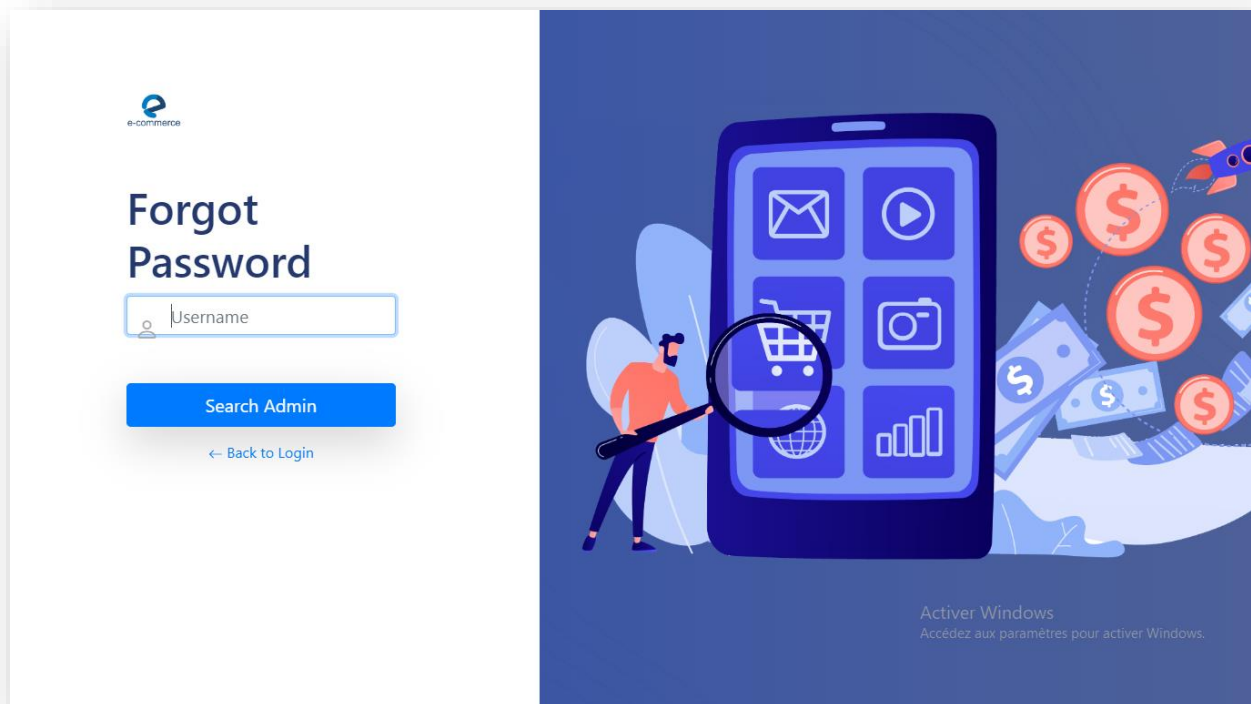 e-commerce
Forgot
Password
Username
Search Admin
← Back to Login
Activer Windows
Accédez aux paramètres pour activer Windows.